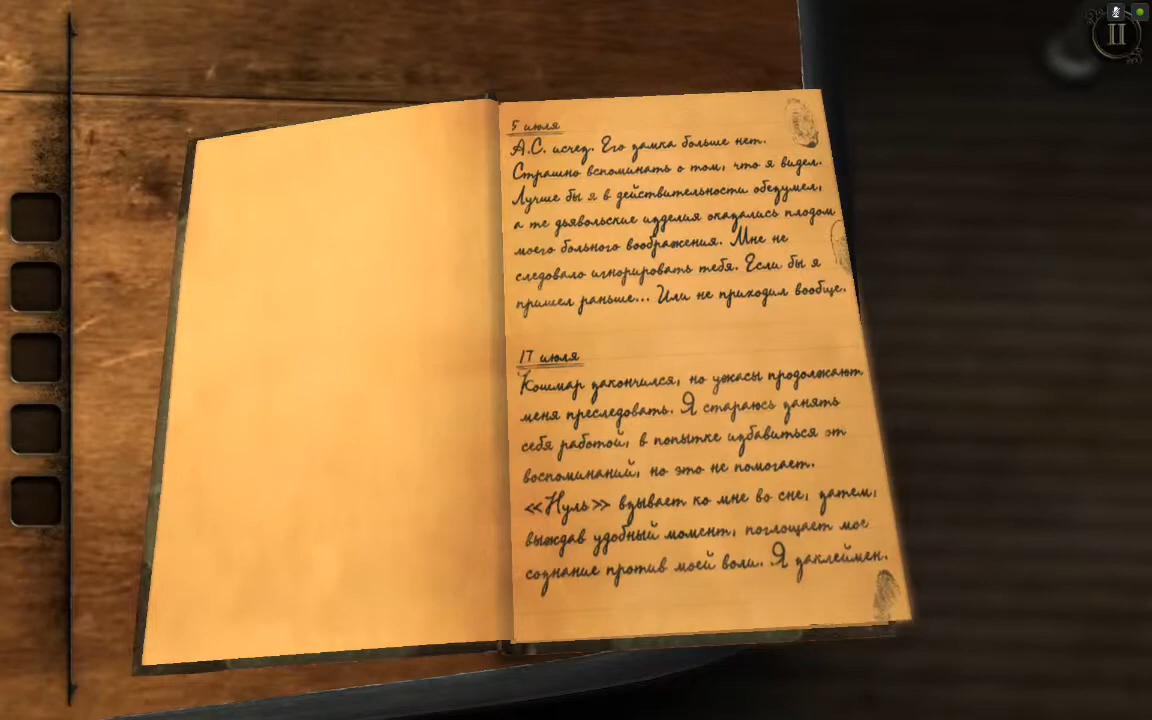 II
5 июля
А.С. исчез. Его замка больше нет.
Страшно вспоминать о том, что я видел.
Лучше бы я в действительности обезумел,
а те дьявольские изделия оказались плодом
моего больного воображения. Мне не
следовало игнорировать тебя. Если бы я
пришел раньше... Или не приходил вообще.
17 июля
Кошмар закончился, но ужасы продолжают
меня преследовать. Я стараюсь занять
себя работой, в попытке избавиться от
воспоминаний, но это не помогает.
«Нуль» взывает ко мне во сне, затем,
выждав удобный момент, поглощает мое
сознание против моей воли. Я заклеймен.